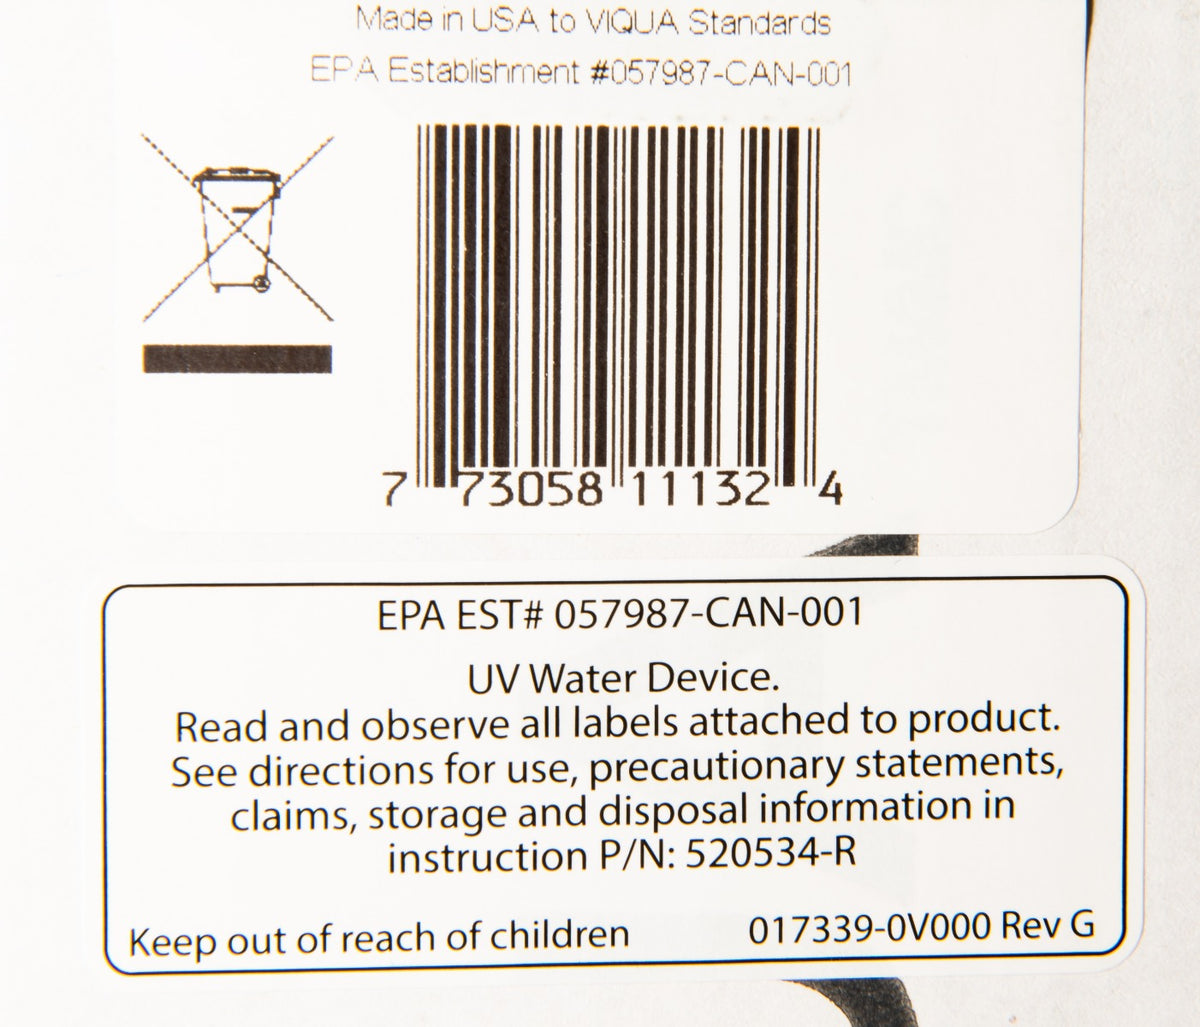 Made in USA to VIQUA Standards
EPA Establishment #057987-CAN-001
7 73058 11132 4
EPA EST# 057987-CAN-001
UV Water Device.
Read and observe all labels attached to product.
See directions for use, precautionary statements,
claims, storage and disposal information in
instruction P/N: 520534-R
Keep out of reach of children 017339-0V000 Rev G